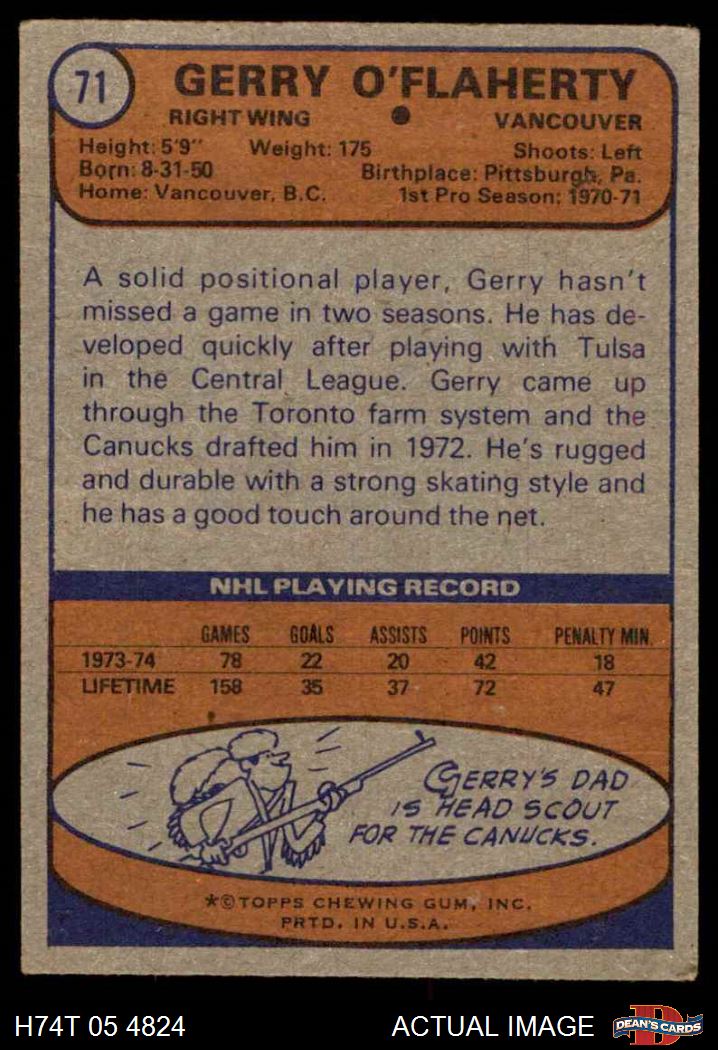 71
GERRY O'FLAHERTY
RIGHT WING • VANCOUVER
Height: 5'9" Weight: 175 Shoots: Left
Born: 8-31-50 Birthplace: Pittsburgh, Pa.
Home: Vancouver, B.C. 1st Pro Season: 1970-71
A solid positional player, Gerry hasn't
missed a game in two seasons. He has de-
veloped quickly after playing with Tulsa
in the Central League. Gerry came up
through the Toronto farm system and the
Canucks drafted him in 1972. He's rugged
and durable with a strong skating style and
he has a good touch around the net.
NHL PLAYING RECORD
GAMES GOALS ASSISTS POINTS PENALTY MIN.
1973-74 78 22 20 42 18
LIFETIME 158 35 37 72 47
GERRY'S DAD
IS HEAD SCOUT
FOR THE CANUCKS.
*©TOPPS CHEWING GUM, INC.
PRTD. IN U.S.A.
H74T 05 4824 ACTUAL IMAGE DEAN'S CARDS